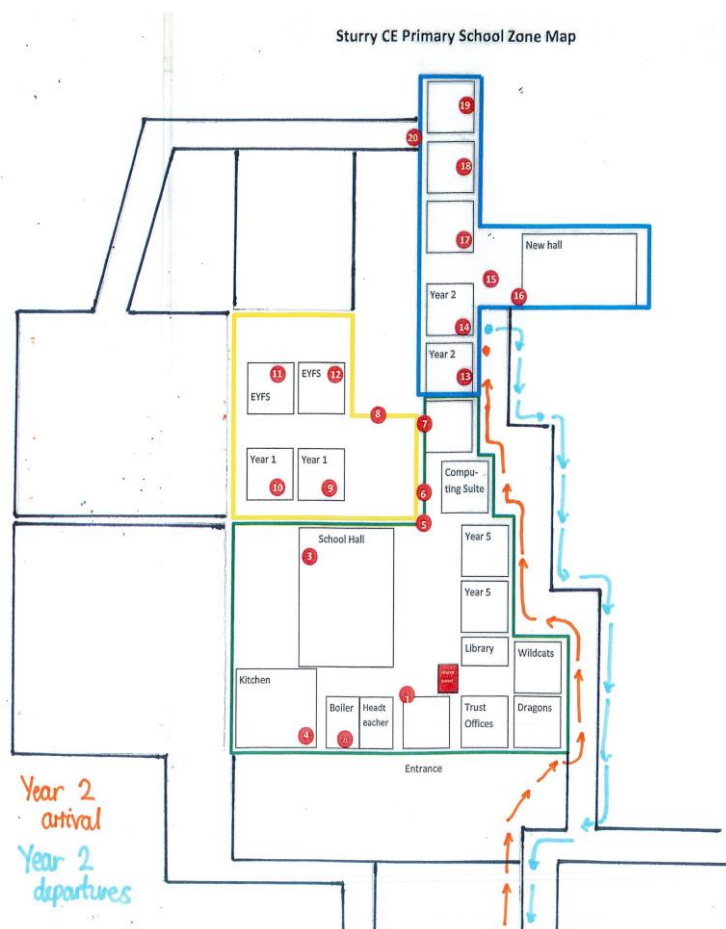 Sturry CE Primary School Zone Map
19
20
18
17
New hall
15
16
Year 2
14
Year 2
13
11
EYFS
EYFS
12
8
7
Year 1
10
Year 1
9
6
Compu-
ting Suite
5
School Hall
3
Year 5
Year 5
Library
Wildcats
Kitchen
4
Boiler
Headt
eacher
1
Trust
Offices
Dragons
Entrance
Year 2
arrival
Year 2
departures